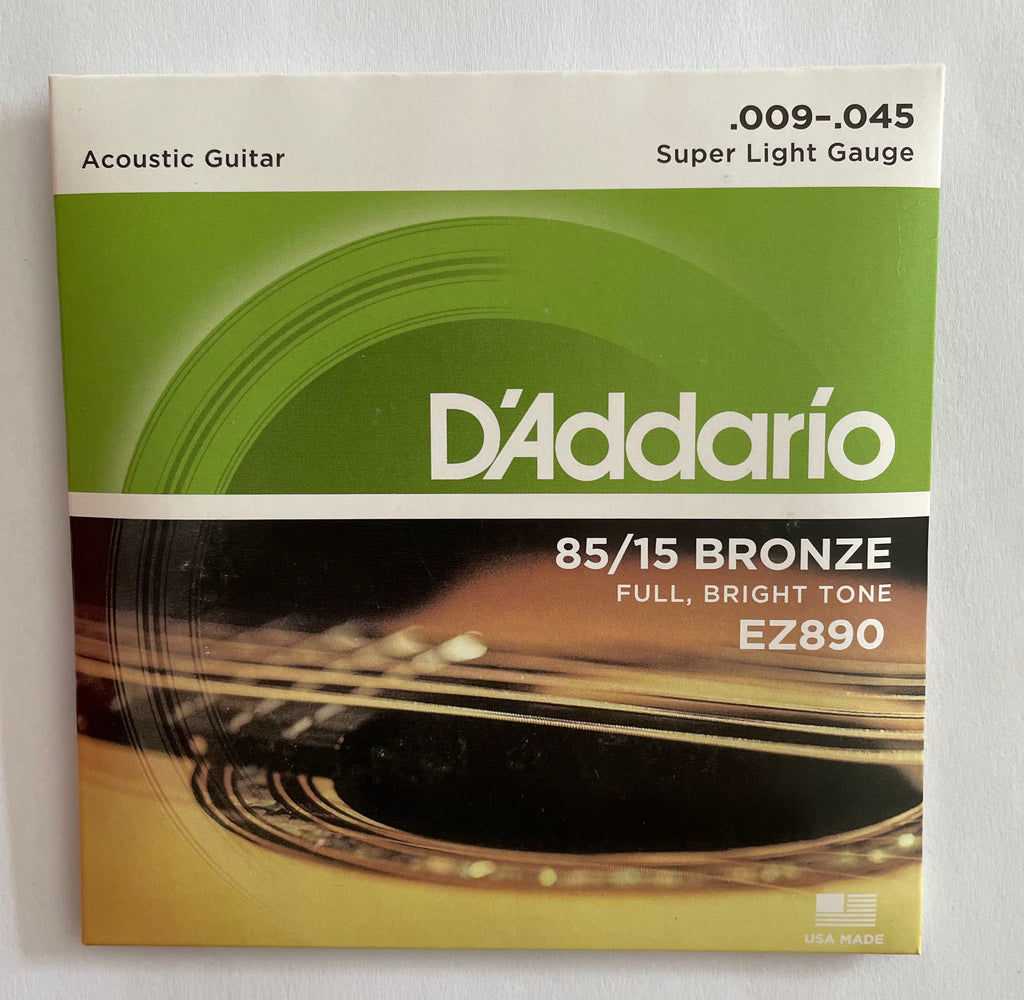 .009–.045
Acoustic Guitar
Super Light Gauge
D'Addario
85/15 BRONZE
FULL, BRIGHT TONE
EZ890
USA MADE